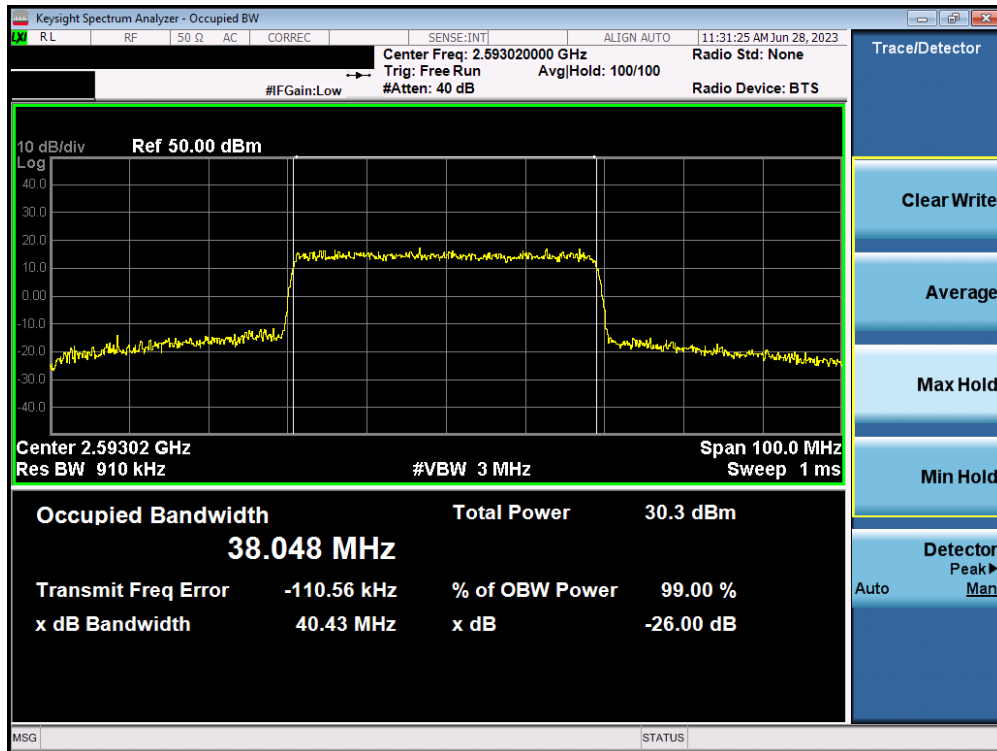 Keysight Spectrum Analyzer - Occupied BW
LXI RL RF 50 Ω AC CORREC SENSE:INT ALIGN AUTO 11:31:25 AM Jun 28, 2023
Center Freq: 2.593020000 GHz Radio Std: None
Trig: Free Run Avg|Hold: 100/100
#IFGain:Low #Atten: 40 dB Radio Device: BTS
10 dB/div Ref 50.00 dBm
Log
40.0
30.0
20.0
10.0
0.00
-10.0
-20.0
-30.0
-40.0
Center 2.59302 GHz Span 100.0 MHz
Res BW 910 kHz #VBW 3 MHz Sweep 1 ms
Occupied Bandwidth Total Power 30.3 dBm
38.048 MHz
Transmit Freq Error -110.56 kHz % of OBW Power 99.00 %
x dB Bandwidth 40.43 MHz x dB -26.00 dB
MSG STATUS
Trace/Detector
Clear Write
Average
Max Hold
Min Hold
Detector
Peak▶
Auto Man